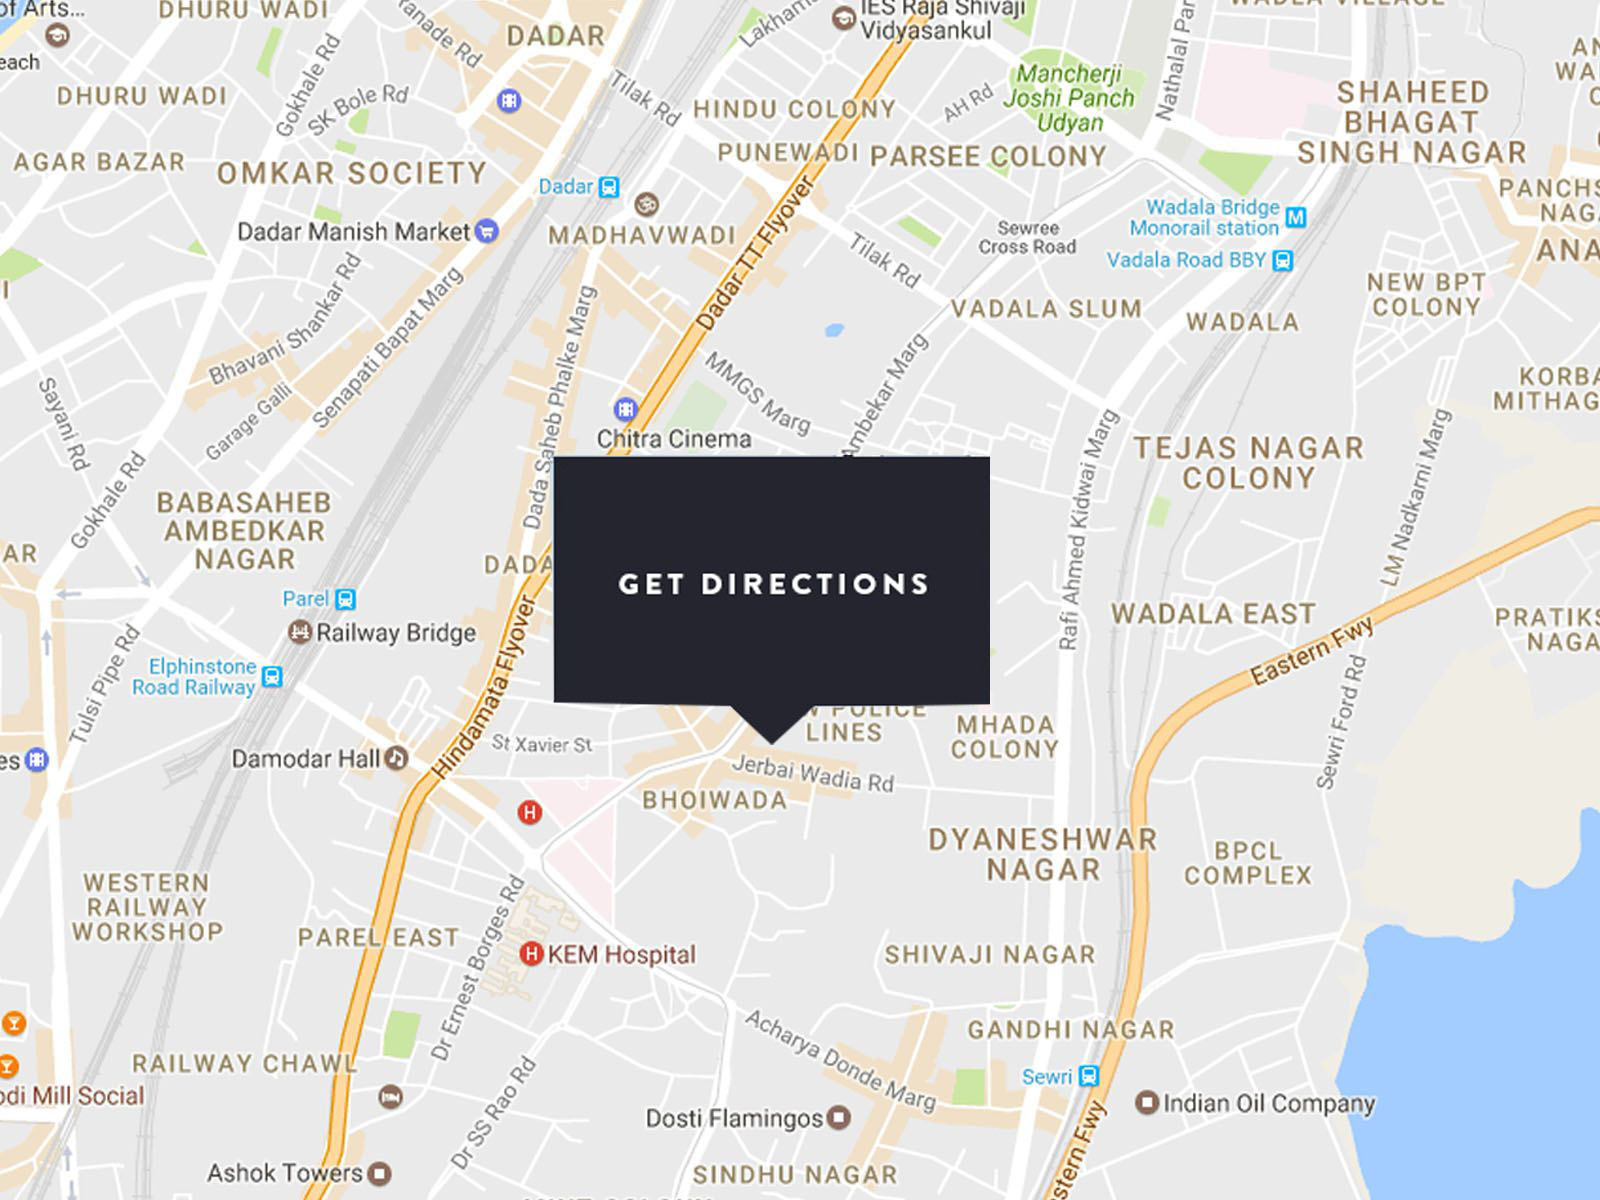 of Arts...
each
DHURU WADI
Ranade Rd
DADAR
Lakhams
IES Raja Shivaji
Vidyasankul
WADLA VILLAGE
DHURU WADI
Gokhale Rd
SK Bole Rd
Tilak Rd
HINDU COLONY
AH Rd
Mancherji
Joshi Panch
Udyan
Nathalal Par
SHAHEED
BHAGAT
SINGH NAGAR
AGAR BAZAR
OMKAR SOCIETY
PUNEWADI
PARSEE COLONY
Dadar
Dadar Manish Market
MADHAVWADI
Dadar T.T Flyover
Tilak Rd
Sewree
Cross Road
Wadala Bridge
Monorail station
Vadala Road BBY
PANCHS
NAGA
ANA
NEW BPT
COLONY
Bhavani Shankar Rd
Senapati Bapat Marg
Garage Galli
Dada Saheb Phalke Marg
VADALA SLUM
WADALA
Sayani Rd
Gokhale Rd
MMGS Marg
Ambekar Marg
Chitra Cinema
KORBA
MITHAG
TEJAS NAGAR
COLONY
Rafi Ahmed Kidwai Marg
LM Nadkarni Marg
BABASAHEB
AMBEDKAR
NAGAR
AR
DADA
GET DIRECTIONS
Parel
Railway Bridge
Elphinstone
Road Railway
Tulsi Pipe Rd
Hindamata Flyover
WADALA EAST
Eastern Fwy
PRATIKS
NAGA
Sewri Ford Rd
es
Damodar Hall
St Xavier St
W POLICE
LINES
MHADA
COLONY
Jerbai Wadia Rd
BHOIWADA
DYANESHWAR
NAGAR
BPCL
COMPLEX
WESTERN
RAILWAY
WORKSHOP
PAREL EAST
Dr Ernest Borges Rd
KEM Hospital
SHIVAJI NAGAR
GANDHI NAGAR
Acharya Donde Marg
RAILWAY CHAWL
odi Mill Social
Dr SS Rao Rd
Sewri
Indian Oil Company
Dosti Flamingos
stern Fwy
Ashok Towers
SINDHU NAGAR